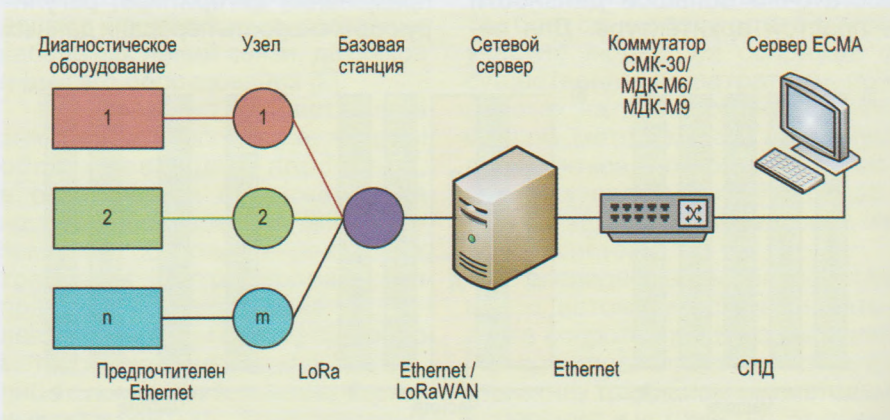 Диагностическое
оборудование
Узел
Базовая
станция
Сетевой
сервер
Коммутатор
СМК-30/
МДК-М6/
МДК-М9
Сервер ЕСМА
1
1
2
2
n
m
Предпочтителен
Ethernet
LoRa
Ethernet /
LoRaWAN
Ethernet
СПД